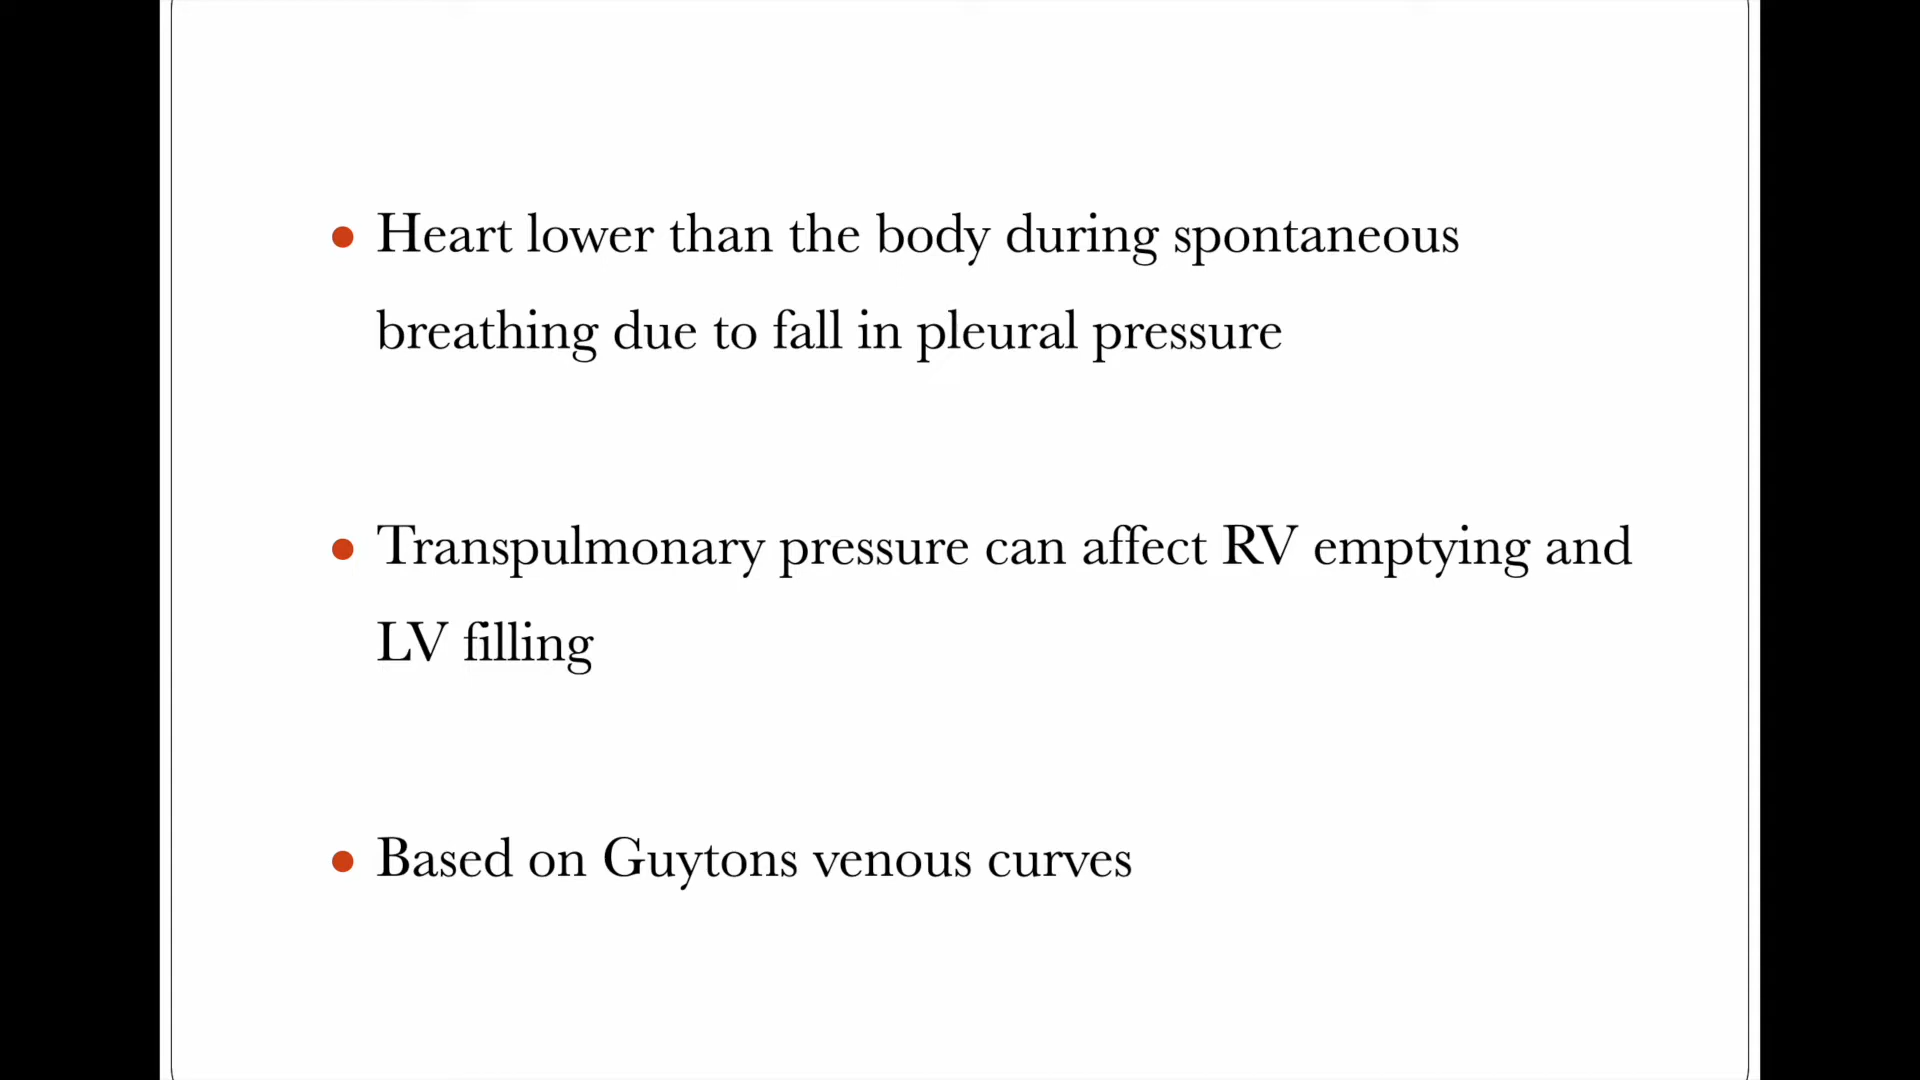 • Heart lower than the body during spontaneous
breathing due to fall in pleural pressure
• Transpulmonary pressure can affect RV emptying and
LV filling
• Based on Guytons venous curves